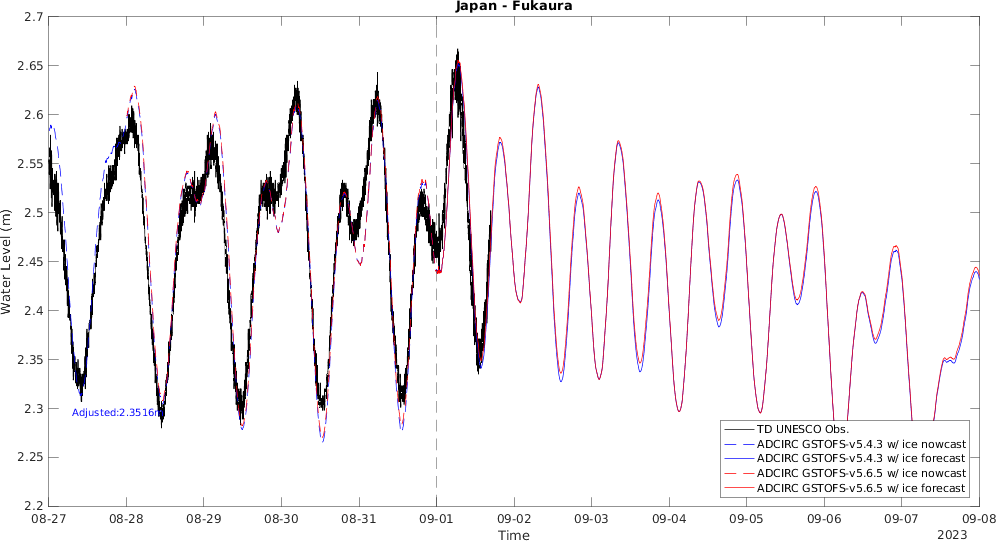 Japan - Fukaura
2.7
2.65
2.6
2.55
2.5
2.45
2.4
2.35
2.3
2.25
2.2
Water Level (m)
Adjusted:2.3516m
TD UNESCO Obs.
ADCIRC GSTOFS-v5.4.3 w/ ice nowcast
ADCIRC GSTOFS-v5.4.3 w/ ice forecast
ADCIRC GSTOFS-v5.6.5 w/ ice nowcast
ADCIRC GSTOFS-v5.6.5 w/ ice forecast
08-27 08-28 08-29 08-30 08-31 09-01 09-02 09-03 09-04 09-05 09-06 09-07 09-08
Time
2023